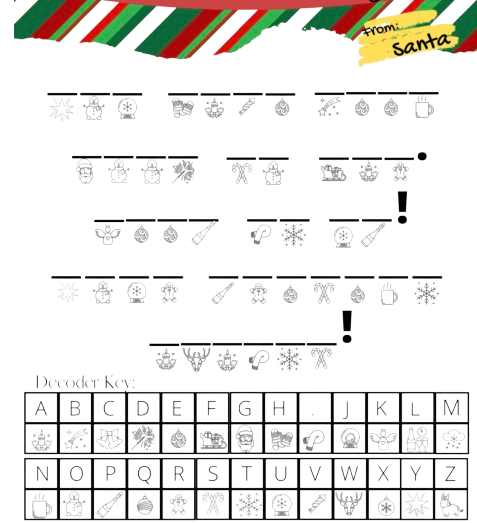 From:
Santa
.
!
!
Decoder Key:
A B C D E F G H . J K L M
N O P Q R S T U V W X Y Z